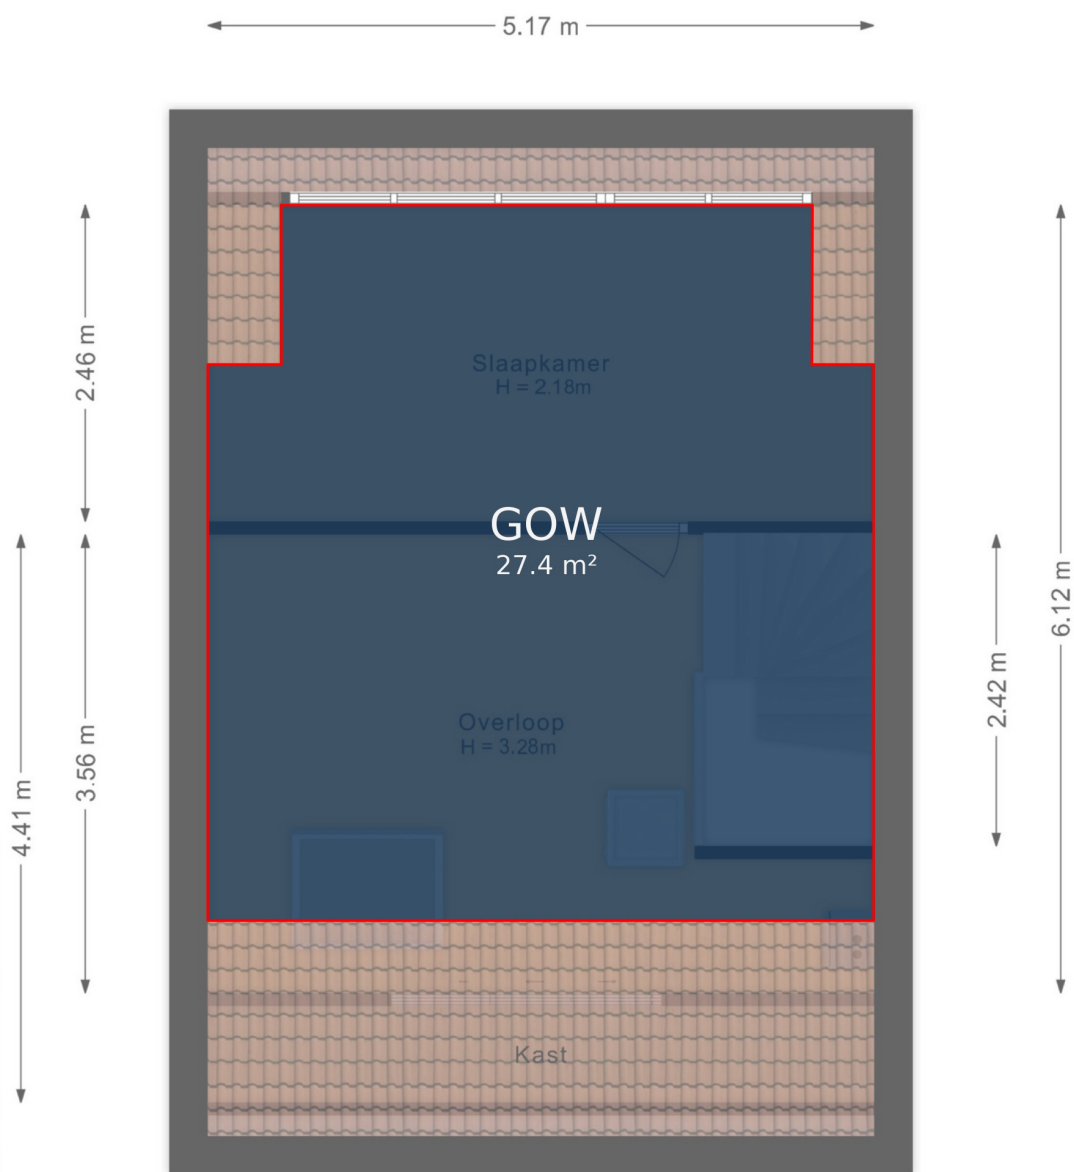 5.17 m
2.46 m
Slaapkamer
H = 2.18m
GOW
27.4 m²
6.12 m
2.42 m
Overloop
H = 3.28m
3.56 m
4.41 m
Kast